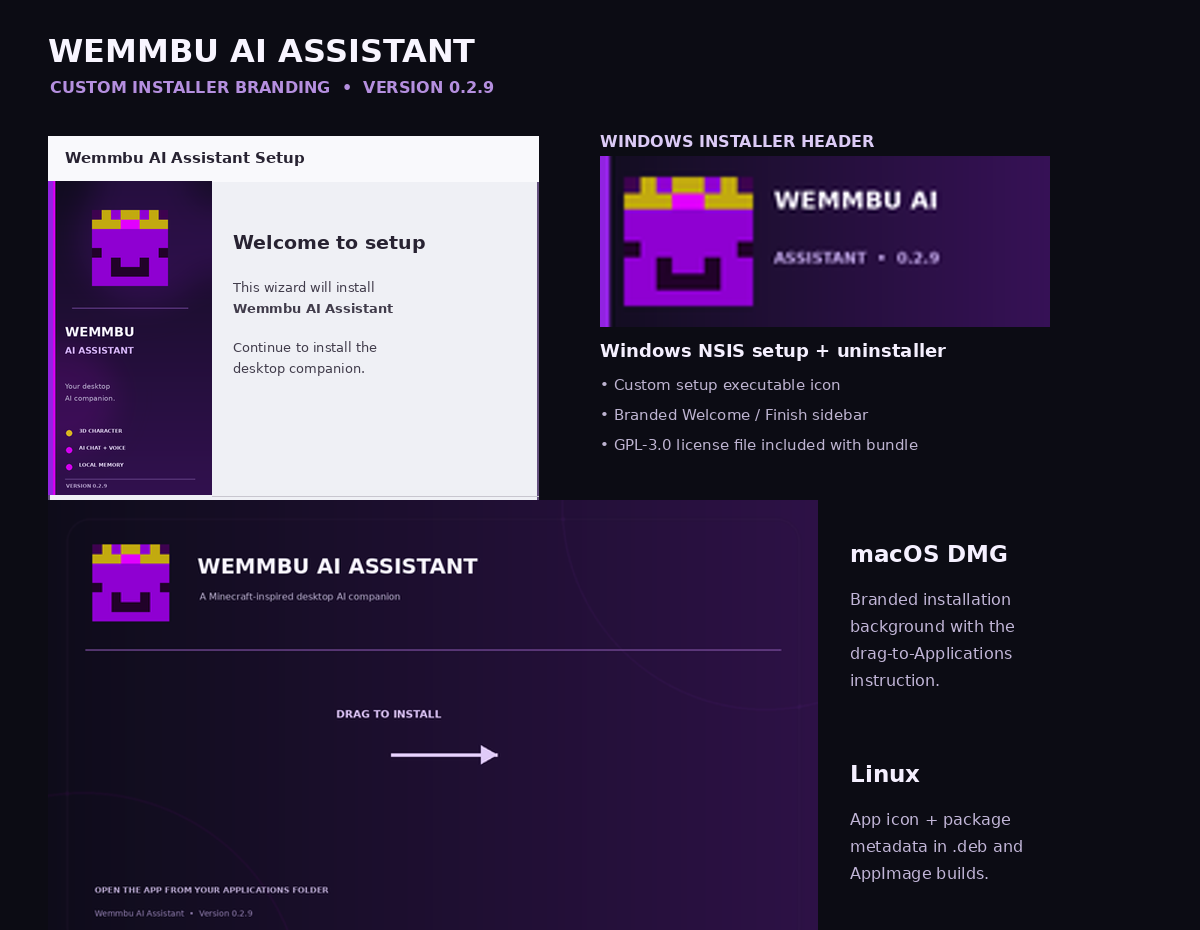 WEMMBU AI ASSISTANT
CUSTOM INSTALLER BRANDING • VERSION 0.2.9
Wemmbu AI Assistant Setup
WEMMBU
AI ASSISTANT
Your desktop
AI companion.
3D CHARACTER
AI CHAT + VOICE
LOCAL MEMORY
VERSION 0.2.9
Welcome to setup
This wizard will install
Wemmbu AI Assistant
Continue to install the
desktop companion.
WINDOWS INSTALLER HEADER
WEMMBU AI
ASSISTANT • 0.2.9
Windows NSIS setup + uninstaller
• Custom setup executable icon
• Branded Welcome / Finish sidebar
• GPL-3.0 license file included with bundle
WEMMBU AI ASSISTANT
A Minecraft-inspired desktop AI companion
DRAG TO INSTALL
OPEN THE APP FROM YOUR APPLICATIONS FOLDER
Wemmbu AI Assistant • Version 0.2.9
macOS DMG
Branded installation
background with the
drag-to-Applications
instruction.
Linux
App icon + package
metadata in .deb and
AppImage builds.